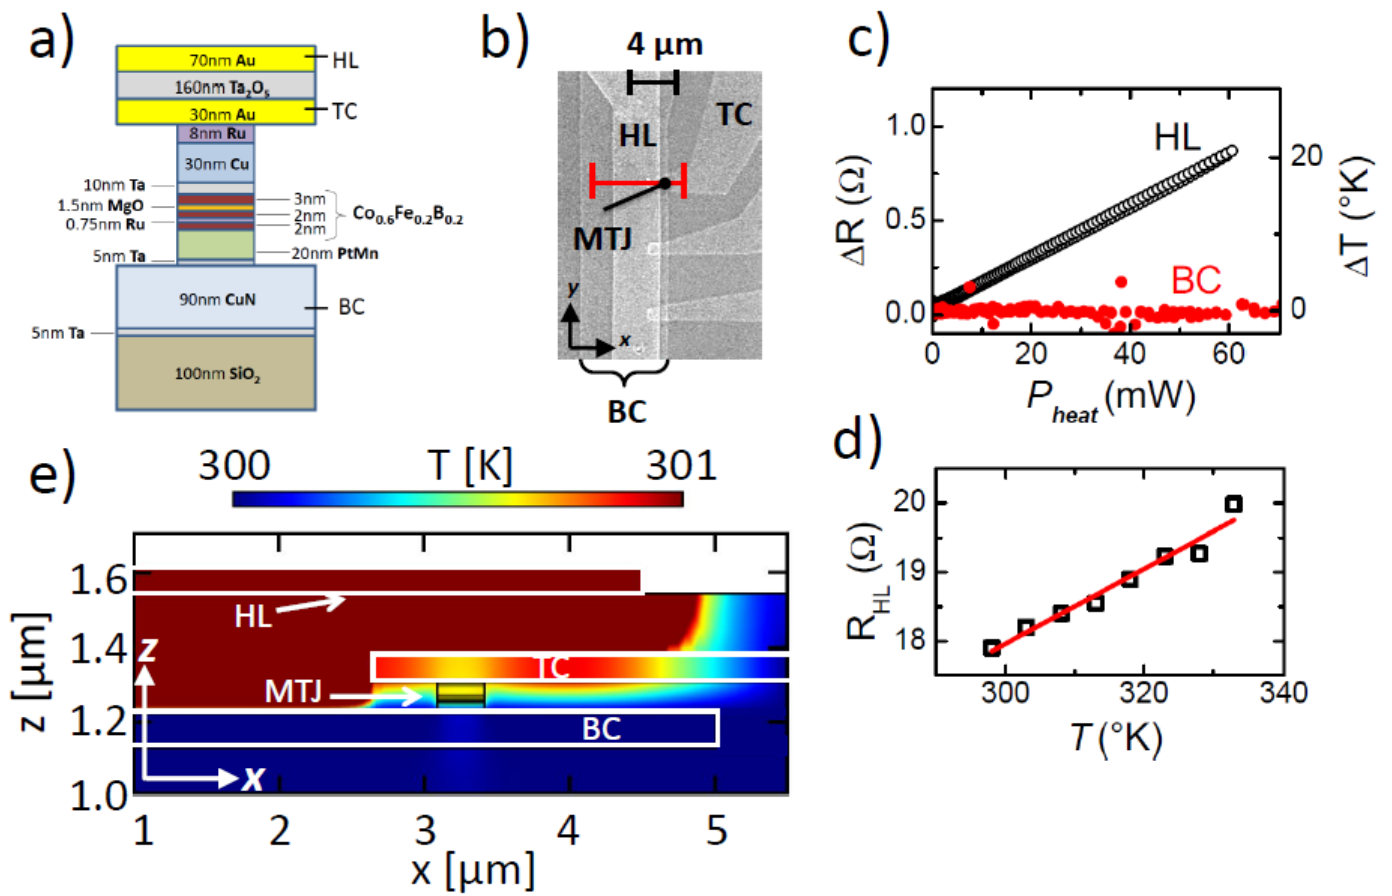 a)
70nm Au
HL
160nm Ta₂O₅
30nm Au
TC
8nm Ru
30nm Cu
10nm Ta
3nm
1.5nm MgO
2nm
Co₀.₆Fe₀.₂B₀.₂
0.75nm Ru
2nm
20nm PtMn
5nm Ta
90nm CuN
BC
5nm Ta
100nm SiO₂
b)
4 µm
TC
HL
MTJ
y
x
BC
c)
1.0
0.5
0.0
ΔR (Ω)
HL
BC
20
0
ΔT (°K)
0 20 40 60
P_heat (mW)
d)
20
19
18
R_HL (Ω)
300 320 340
T (°K)
e)
300 T [K] 301
1.6
1.4
1.2
1.0
z [µm]
HL
z
TC
MTJ
BC
x
1 2 3 4 5
x [µm]